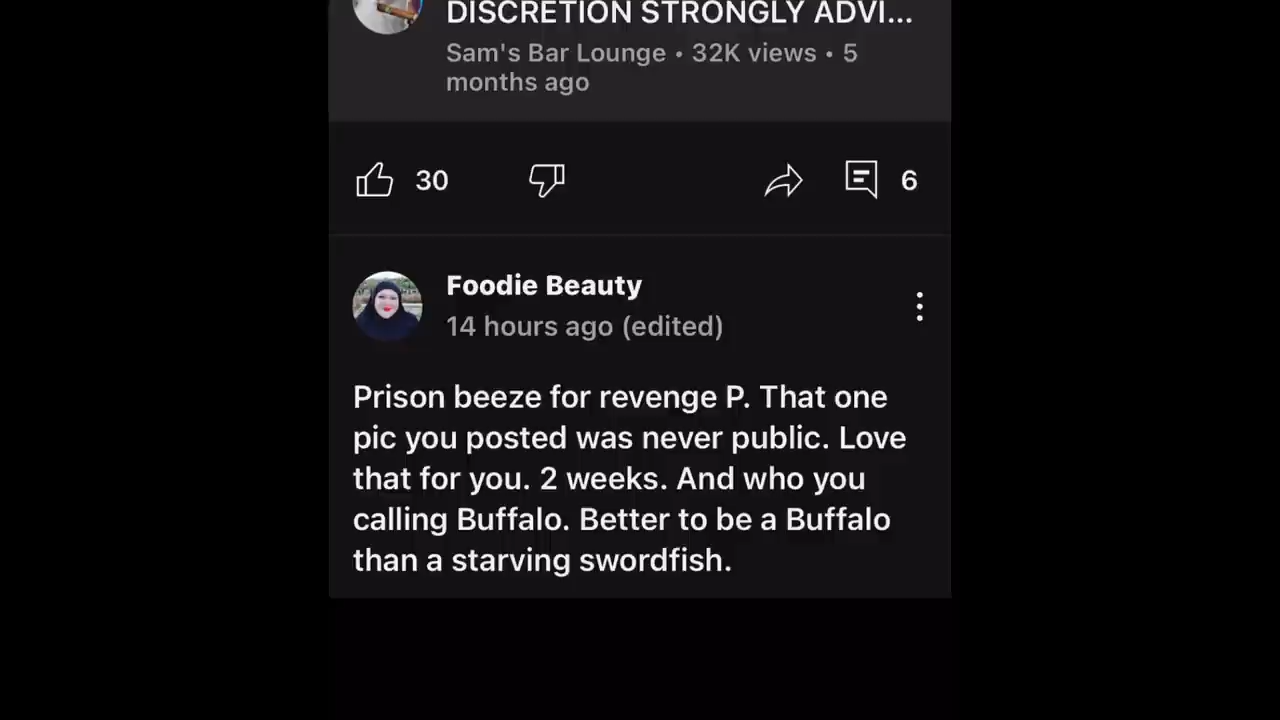 DISCRETION STRONGLY ADVI...
Sam's Bar Lounge • 32K views • 5
months ago
30
6
Foodie Beauty
14 hours ago (edited)
Prison beeze for revenge P. That one
pic you posted was never public. Love
that for you. 2 weeks. And who you
calling Buffalo. Better to be a Buffalo
than a starving swordfish.